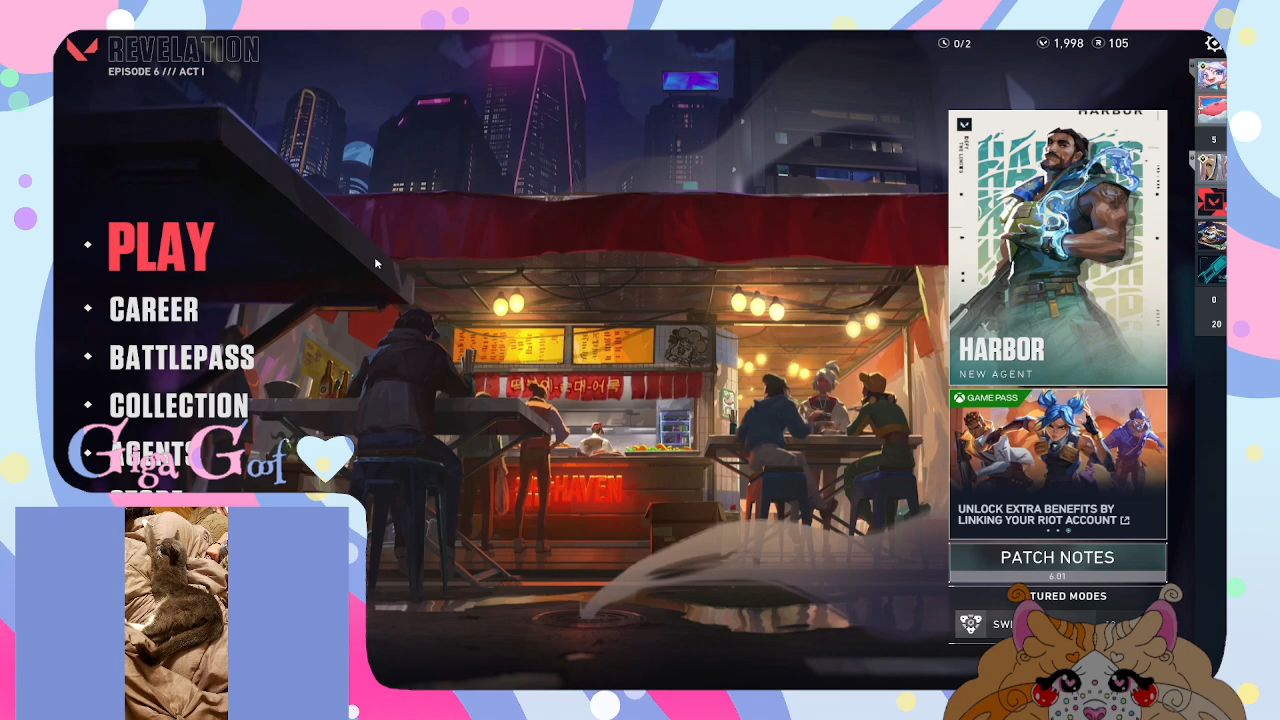 REVELATION
EPISODE 6 /// ACT I
0/2
1,998
105
PLAY
CAREER
BATTLEPASS
COLLECTION
AGENTS
Giga Goof
HARBOR
HARBOR
NEW AGENT
GAME PASS
UNLOCK EXTRA BENEFITS BY
LINKING YOUR RIOT ACCOUNT
PATCH NOTES
6.01
TURED MODES
SWI
5
0
20